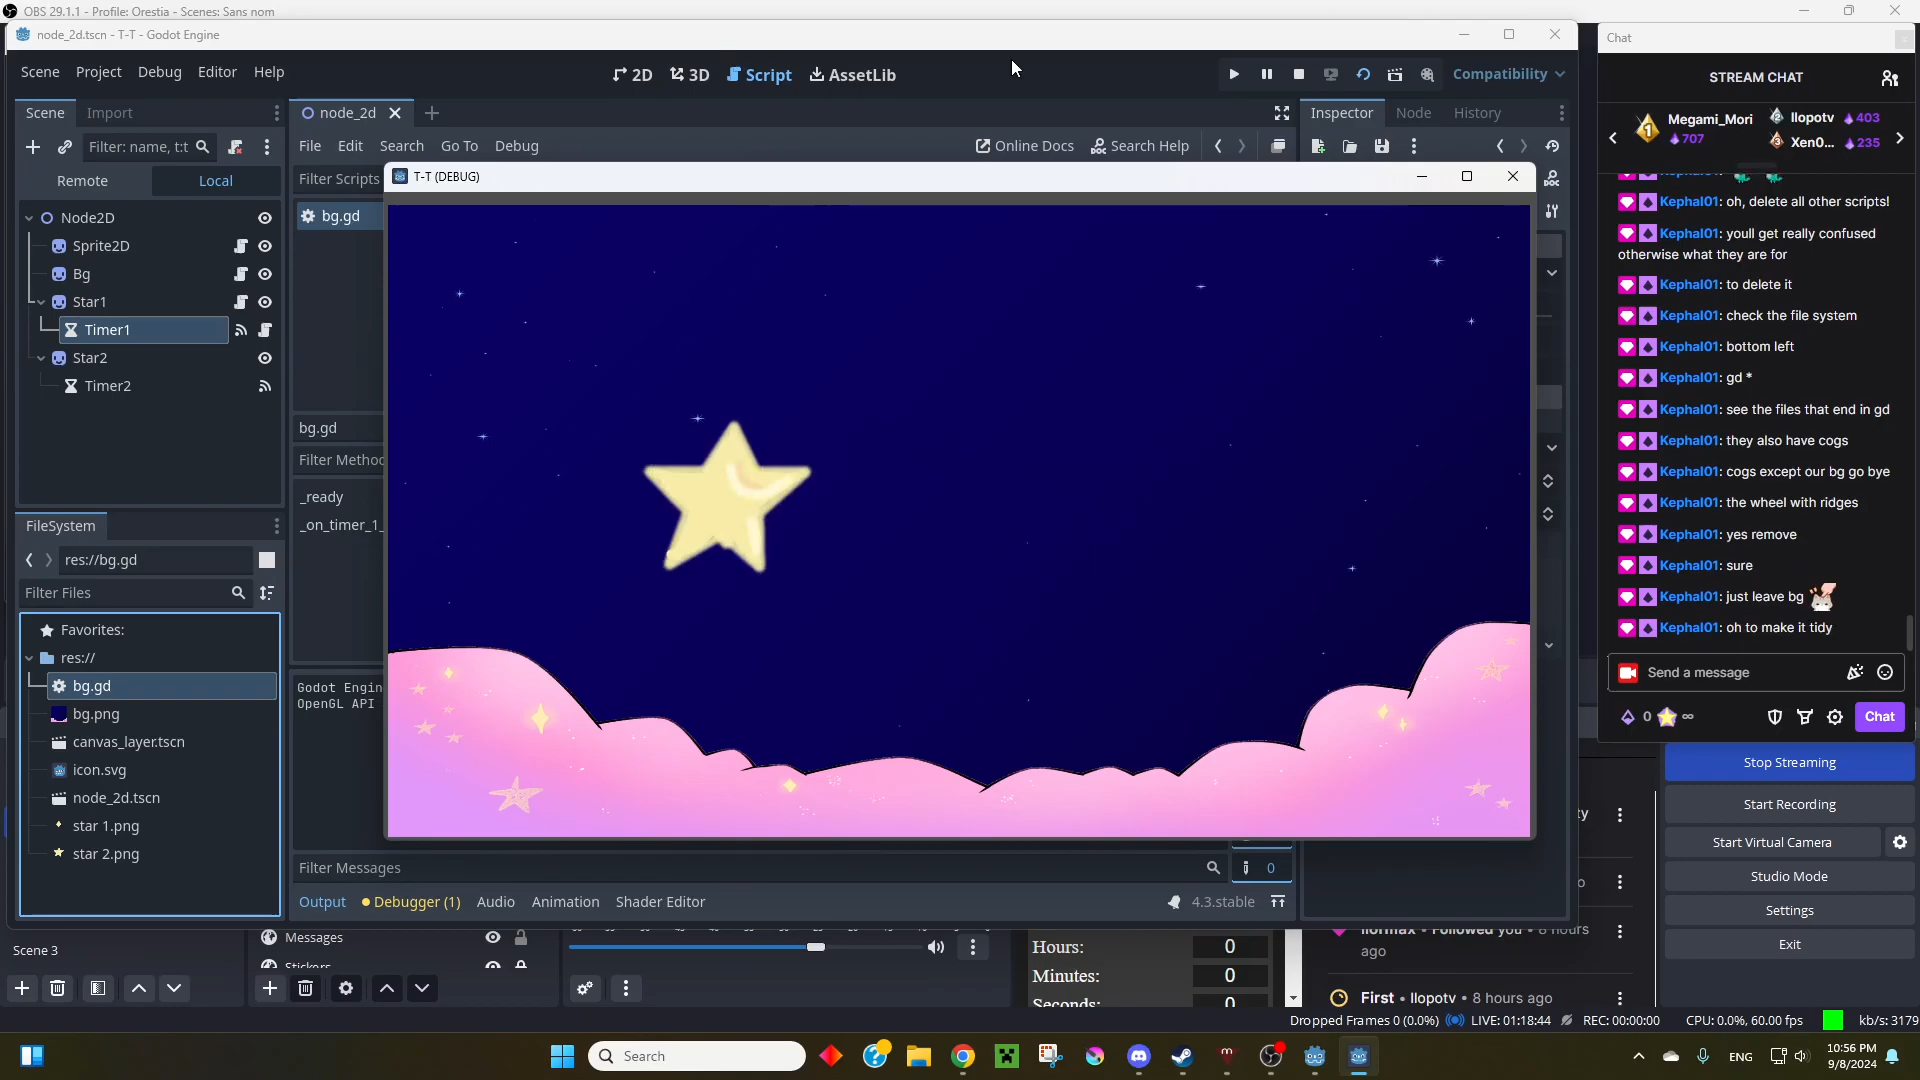 OBS 29.1.1 - Profile: Orestia - Scenes: Sans nom
node_2d.tscn - T-T - Godot Engine
Scene Project Debug Editor Help
2D 3D Script AssetLib
Compatibility
Scene Import
node_2d
Inspector Node History
Filter: name, t:t
File Edit Search Go To Debug
Online Docs Search Help
Remote Local
Filter Scripts
T-T (DEBUG)
Node2D
bg.gd
Sprite2D
Bg
Star1
Timer1
Star2
Timer2
bg.gd
Filter Metho
_ready
_on_timer_1_
FileSystem
res://bg.gd
Filter Files
Favorites:
res://
bg.gd
bg.png
canvas_layer.tscn
icon.svg
node_2d.tscn
star 1.png
star 2.png
Godot Engin
OpenGL API
Filter Messages
0
Output Debugger (1) Audio Animation Shader Editor
4.3.stable
Chat
STREAM CHAT
1 Megami_Mori 707
2 llopotv 403
3 Xen0... 235
Kephal01: oh, delete all other scripts!
Kephal01: youll get really confused
otherwise what they are for
Kephal01: to delete it
Kephal01: check the file system
Kephal01: bottom left
Kephal01: gd *
Kephal01: see the files that end in gd
Kephal01: they also have cogs
Kephal01: cogs except our bg go bye
Kephal01: the wheel with ridges
Kephal01: yes remove
Kephal01: sure
Kephal01: just leave bg
Kephal01: oh to make it tidy
Send a message
0 ∞
Chat
Stop Streaming
Start Recording
Start Virtual Camera
Studio Mode
Settings
Exit
Scene 3
Messages
Stickers
Hours: 0
Minutes: 0
Seconds: 0
Followed you • 8 hours
ago
First • llopotv • 8 hours ago
Dropped Frames 0 (0.0%) LIVE: 01:18:44 REC: 00:00:00 CPU: 0.0%, 60.00 fps kb/s: 3179
Search
ENG
10:56 PM
9/8/2024